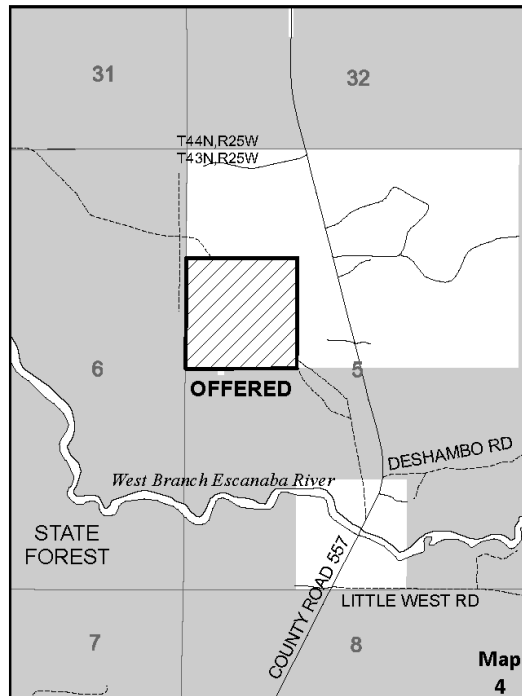 31
32
T44N,R25W
T43N,R25W
6
5
OFFERED
DESHAMBO RD
West Branch Escanaba River
STATE
FOREST
COUNTY ROAD 557
LITTLE WEST RD
7
8
Map
4